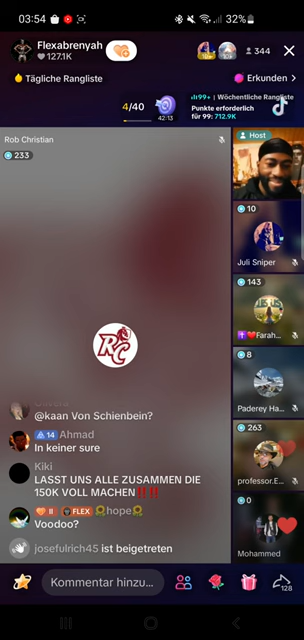 03:54
32%
Flexabrenyah
127.1K
344
Tägliche Rangliste
Erkunden >
4/40
42:13
99+ | Wöchentliche Rangliste
Punkte erforderlich
für 99: 712.9K
Rob Christian
233
Host
RC
10
Juli Sniper
143
Farah...
8
Paderey Ha...
263
professor.E...
0
Mohammed
@kaan Von Schienbein?
14 Ahmad
In keiner sure
Kiki
LASST UNS ALLE ZUSAMMEN DIE
150K VOLL MACHEN‼️‼️
II FLEX 🌻hope🌻
Voodoo?
josefulrich45 ist beigetreten
Kommentar hinzu...
128